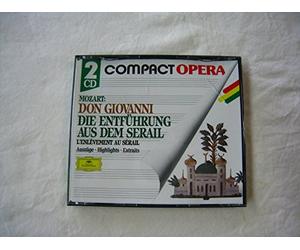 2
CD
COMPACT OPERA
MOZART:
DON GIOVANNI
DIE ENTFÜHRUNG
AUS DEM SERAIL
L'ENLÈVEMENT AU SÉRAIL
Auszüge · Highlights · Extraits